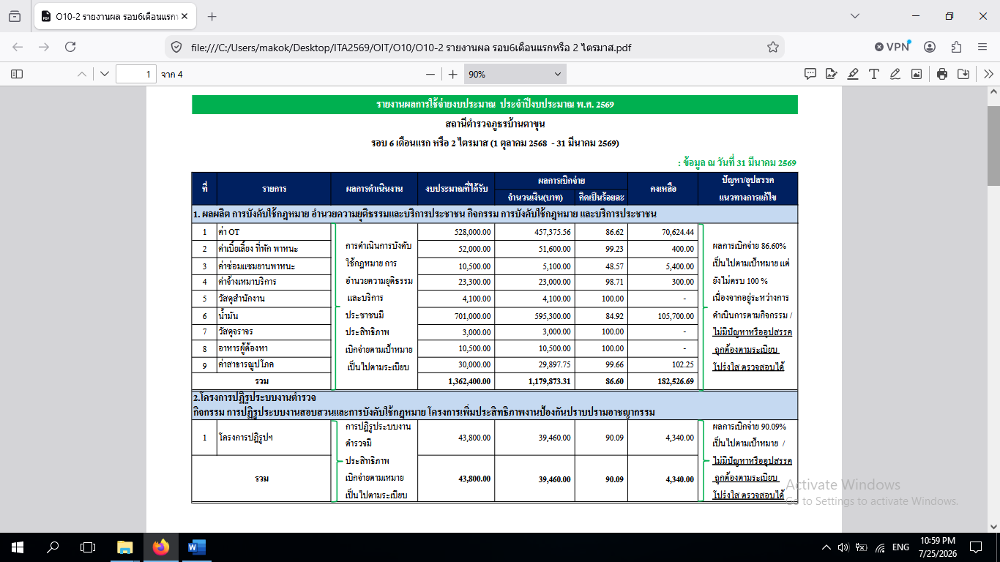 O10-2 รายงานผล รอบ6เดือนแรกห
file:///C:/Users/makok/Desktop/ITA2569/OIT/O10/O10-2 รายงานผล รอบ6เดือนแรกหรือ 2 ไตรมาส.pdf
VPN
1 จาก 4
90%
รายงานผลการใช้จ่ายงบประมาณ ประจำปีงบประมาณ พ.ศ. 2569
สถานีตำรวจภูธรบ้านตาขุน
รอบ 6 เดือนแรก หรือ 2 ไตรมาส (1 ตุลาคม 2568 - 31 มีนาคม 2569)
: ข้อมูล ณ วันที่ 31 มีนาคม 2569
ที่ รายการ ผลการดำเนินงาน งบประมาณที่ได้รับ ผลการเบิกจ่าย คงเหลือ ปัญหา/อุปสรรค
จำนวนเงิน(บาท) คิดเป็นร้อยละ แนวทางการแก้ไข
1. ผลผลิต การบังคับใช้กฎหมาย อำนวยความยุติธรรมและบริการประชาชน กิจกรรม การบังคับใช้กฎหมาย และบริการประชาชน
1 ค่า OT 528,000.00 457,375.56 86.62 70,624.44
2 ค่าเบี้ยเลี้ยง ที่พัก พาหนะ การดำเนินการบังคับ 52,000.00 51,600.00 99.23 400.00 ผลการเบิกจ่าย 86.60%
3 ค่าซ่อมแซมยานพาหนะ ใช้กฎหมาย การ 10,500.00 5,100.00 48.57 5,400.00 เป็นไปตามเป้าหมาย แต่
4 ค่าจ้างเหมาบริการ อำนวยความยุติธรรม 23,300.00 23,000.00 98.71 300.00 ยังไม่ครบ 100 %
5 วัสดุสำนักงาน และบริการ 4,100.00 4,100.00 100.00 - เนื่องจากอยู่ระหว่างการ
6 น้ำมัน ประชาชนมี 701,000.00 595,300.00 84.92 105,700.00 ดำเนินการตามกิจกรรม /
7 วัสดุจราจร ประสิทธิภาพ 3,000.00 3,000.00 100.00 - ไม่มีปัญหาหรืออุปสรรค
8 อาหารผู้ต้องหา เบิกจ่ายตามเป้าหมาย 10,500.00 10,500.00 100.00 - ถูกต้องตามระเบียบ
9 ค่าสาธารณูปโภค เป็นไปตามระเบียบ 30,000.00 29,897.75 99.66 102.25 โปร่งใส ตรวจสอบได้
รวม 1,362,400.00 1,179,873.31 86.60 182,526.69
2.โครงการปฏิรูประบบงานตำรวจ
กิจกรรม การปฏิรูประบบงานสอบสวนและการบังคับใช้กฎหมาย โครงการเพิ่มประสิทธิภาพงานป้องกันปราบปรามอาชญากรรม
การปฏิรูประบบงาน ผลการเบิกจ่าย 90.09%
1 โครงการปฏิรูปฯ ตำรวจมี 43,800.00 39,460.00 90.09 4,340.00 เป็นไปตามเป้าหมาย /
ประสิทธิภาพ ไม่มีปัญหาหรืออุปสรรค
รวม เบิกจ่ายตามเหมาย 43,800.00 39,460.00 90.09 4,340.00 ถูกต้องตามระเบียบ
เป็นไปตามระเบียบ โปร่งใส ตรวจสอบได้
Activate Windows
Go to Settings to activate Windows.
ENG
10:59 PM
7/25/2026